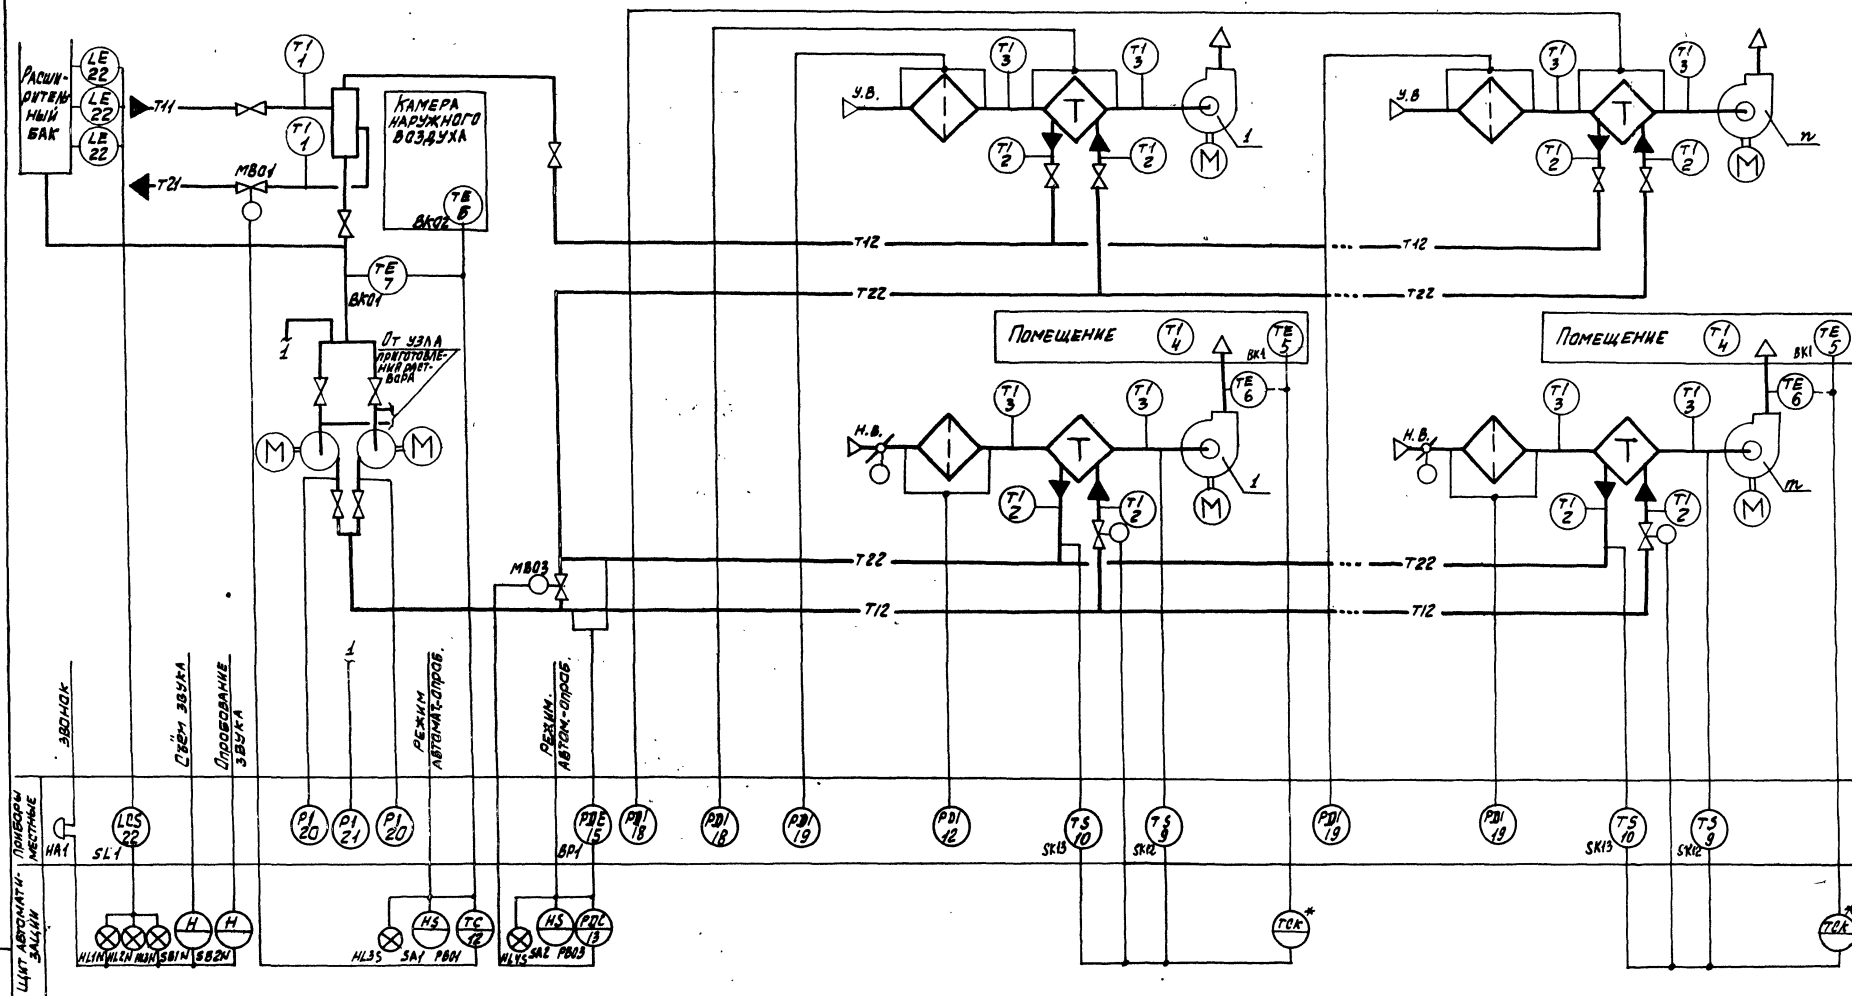 РАСШИ-
РИТЕЛЬ
НЫЙ
БАК
LE
22
LE
22
LE
22
T11
T21
МВ01
TI
1
TI
1
КАМЕРА
НАРУЖНОГО
ВОЗДУХА
BK02
TE
7
BK01
1
ОТ УЗЛА
ПРИГОТОВЛЕ-
НИЯ РАСТ-
ВОРА
M
M
У.В.
TI
3
T
TI
3
1
TI
2
TI
2
M
У.В
TI
3
T
TI
3
n
TI
2
TI
2
M
T12
T12
T22
T22
ПОМЕЩЕНИЕ
TI
4
BK1
TE
5
TE
6
ПОМЕЩЕНИЕ
TI
4
BK1
TE
5
TE
6
Н.В.
TI
3
T
TI
3
1
TI
2
TI
2
M
Н.В.
TI
3
T
TI
3
m
TI
2
TI
2
M
МВ03
T22
T22
T12
T12
ЗВОНОК
СЪЁМ ЗВУКА
ОПРОБОВАНИЕ
ЗВУКА
1
РЕЖИМ
АВТОМАТ.-ОПРОБ.
РЕЖИМ.
АВТОМ.-ОПРОБ.
ПРИБОРЫ
МЕСТНЫЕ
HA1
LCS
22
SL1
PI
20
PI
21
PI
20
PDE
15
BP1
PDI
18
PDI
18
PDI
19
PDI
12
TS
10
SK13
TS
9
SK12
PDI
19
PDI
19
TS
10
SK13
TS
9
SK12
ЩИТ АВТОМАТИ-
ЗАЦИИ
H
H
HL1N HL2N HL3N SB1N SB2N
HL3S
HS
SA1
TC
12
PB01
HL4S
HS
SA2
PDC
13
PB03
TCK
*
TCK
*